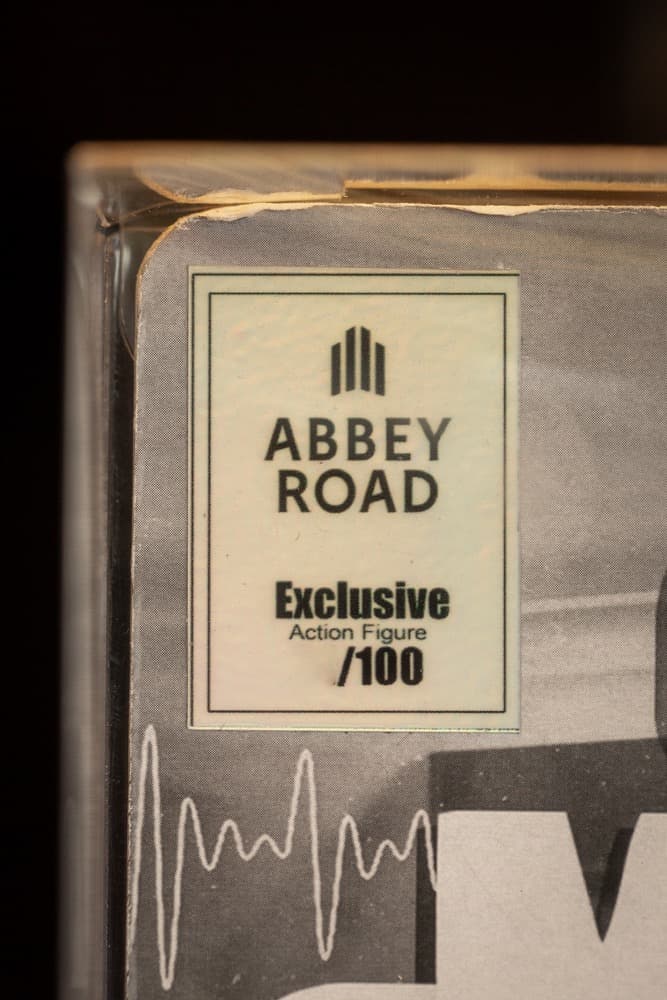 ABBEY
ROAD
Exclusive
Action Figure
/100